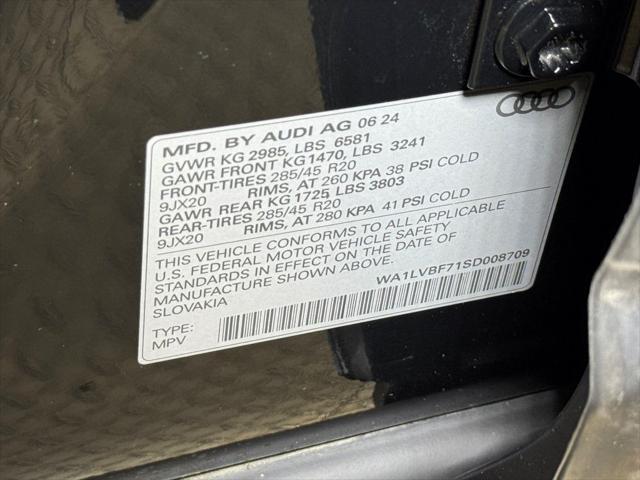 MFD. BY AUDI AG 06 24
GVWR KG 2985, LBS 6581
GAWR FRONT KG1470, LBS 3241
FRONT-TIRES 285/45 R20
9JX20 RIMS, AT 260 KPA 38 PSI COLD
GAWR REAR KG 1725 LBS 3803
REAR-TIRES 285/45 R20
9JX20 RIMS, AT 280 KPA 41 PSI COLD
THIS VEHICLE CONFORMS TO ALL APPLICABLE
U.S. FEDERAL MOTOR VEHICLE SAFETY
STANDARDS IN EFFECT ON THE DATE OF
MANUFACTURE SHOWN ABOVE.
SLOVAKIA WA1LVBF71SD008709
TYPE:
MPV